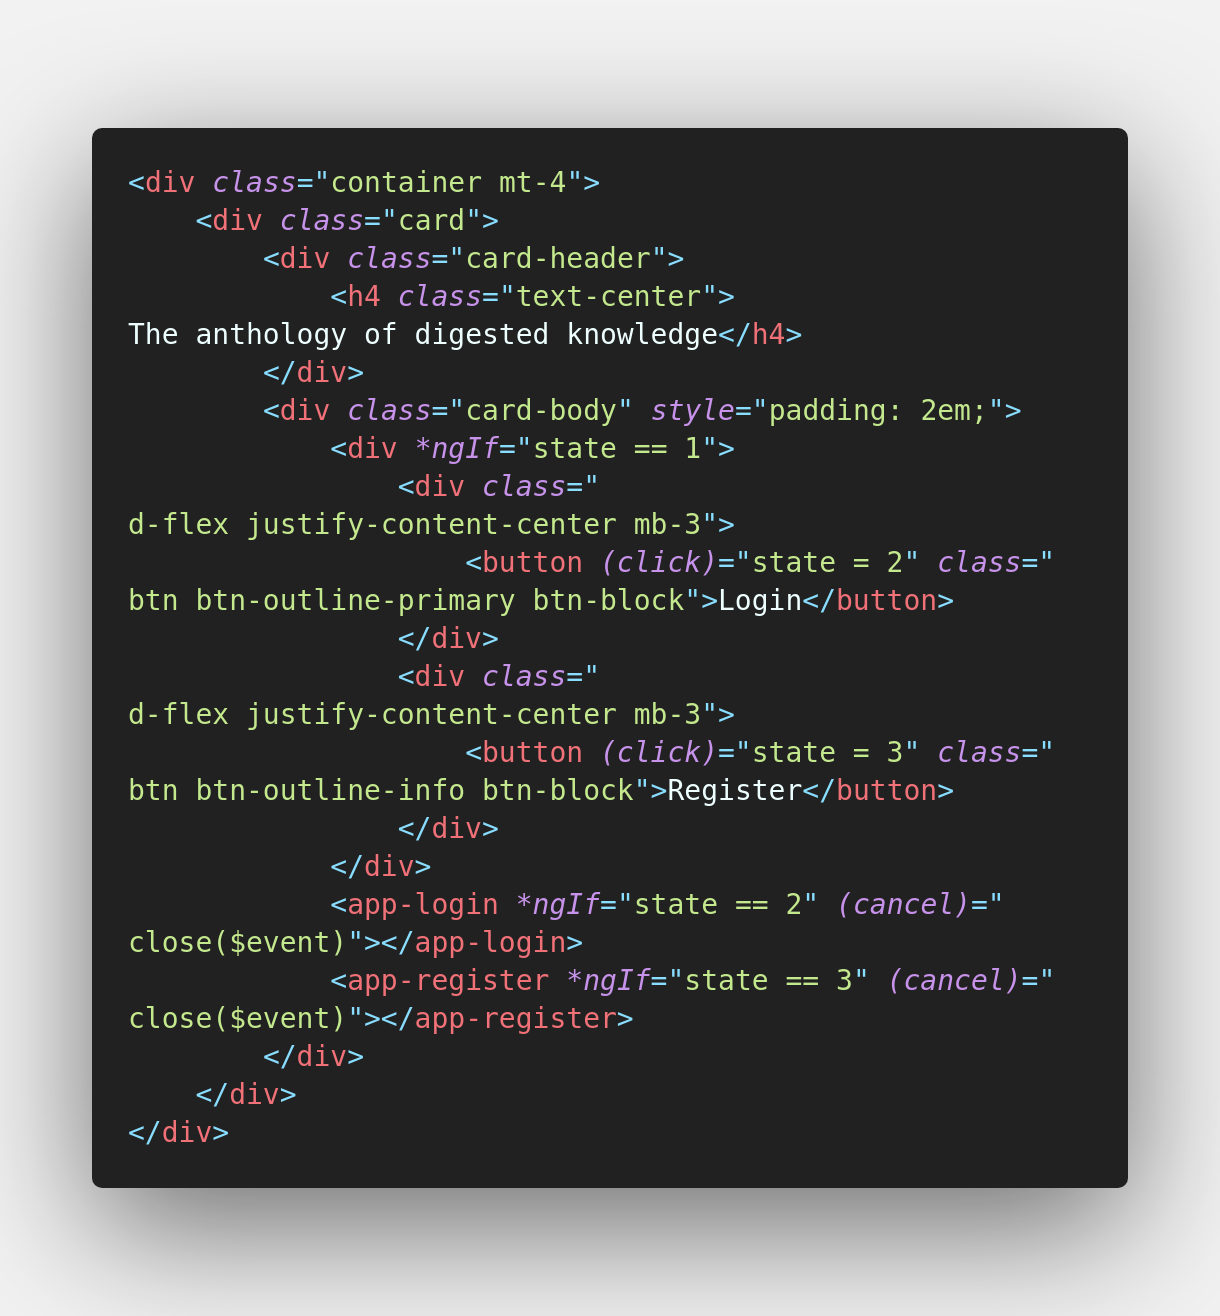 <div class="container mt-4">
    <div class="card">
        <div class="card-header">
            <h4 class="text-center">
The anthology of digested knowledge</h4>
        </div>
        <div class="card-body" style="padding: 2em;">
            <div *ngIf="state == 1">
                <div class="
d-flex justify-content-center mb-3">
                    <button (click)="state = 2" class="
btn btn-outline-primary btn-block">Login</button>
                </div>
                <div class="
d-flex justify-content-center mb-3">
                    <button (click)="state = 3" class="
btn btn-outline-info btn-block">Register</button>
                </div>
            </div>
            <app-login *ngIf="state == 2" (cancel)="
close($event)"></app-login>
            <app-register *ngIf="state == 3" (cancel)="
close($event)"></app-register>
        </div>
    </div>
</div>